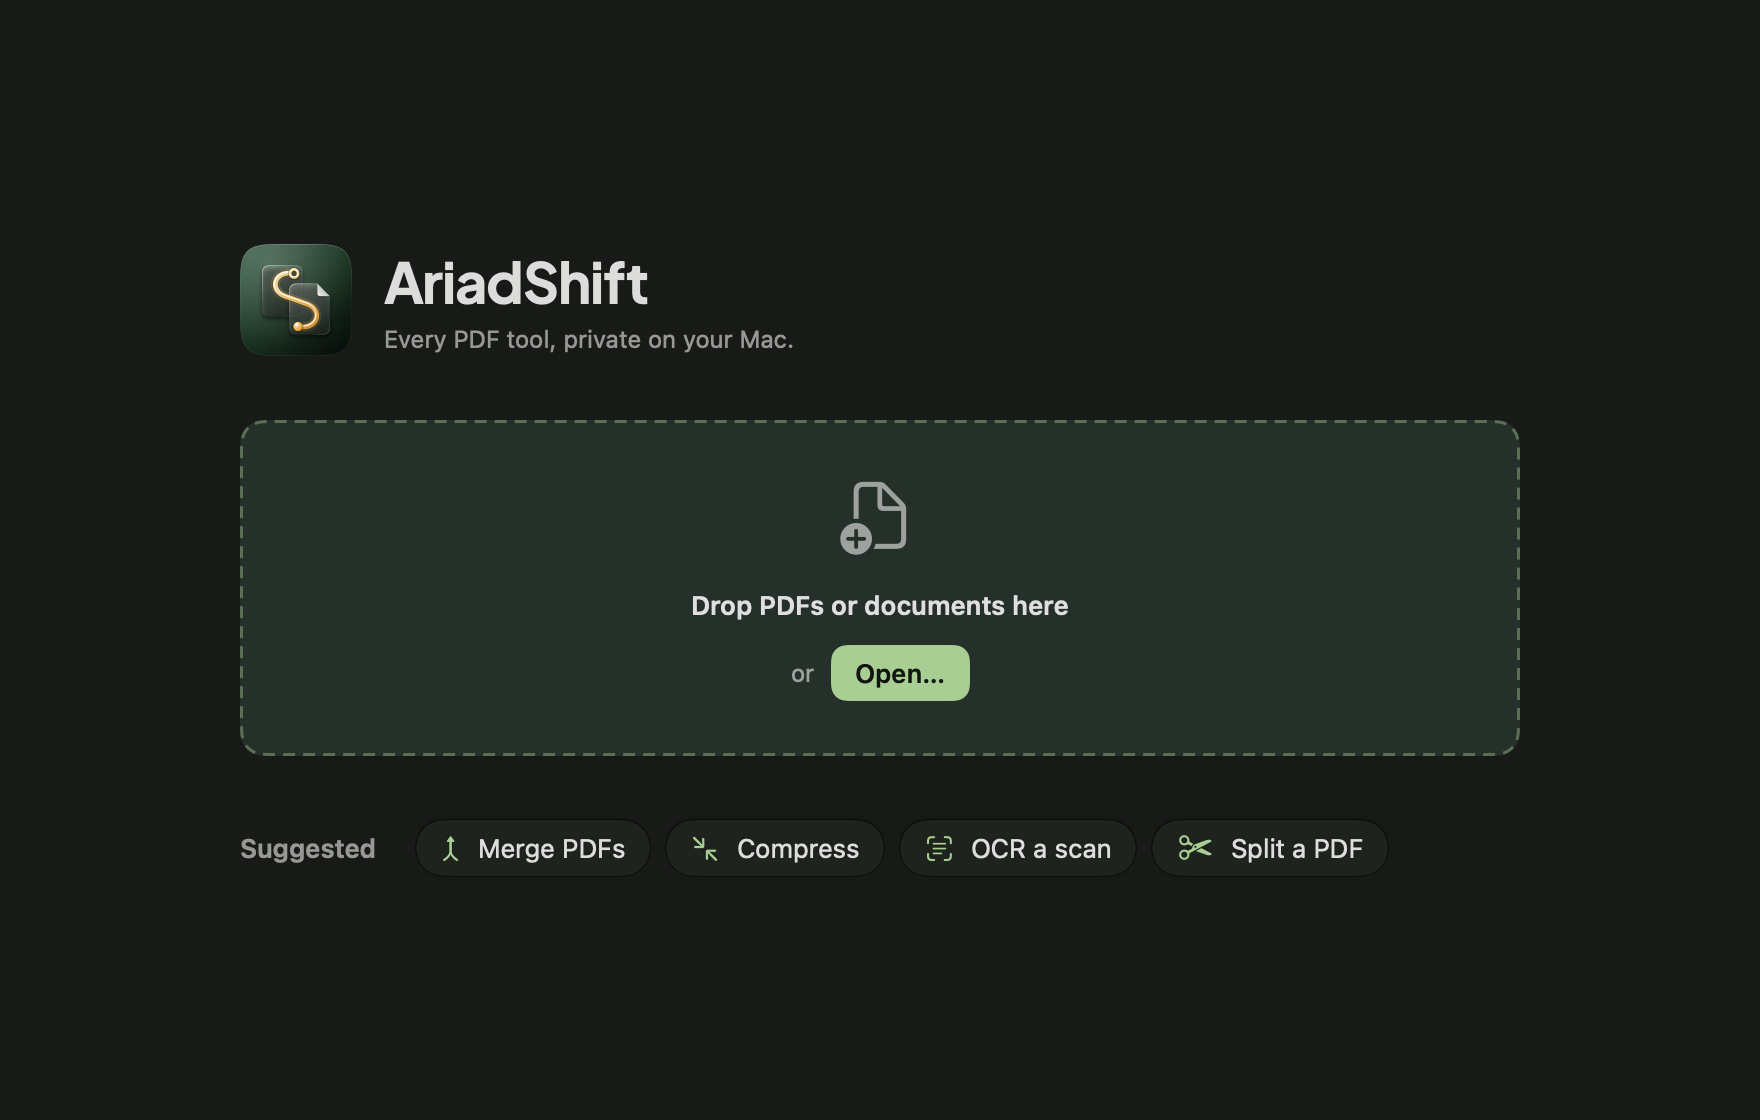 AriadShift
Every PDF tool, private on your Mac.
Drop PDFs or documents here
or Open...
Suggested Merge PDFs Compress OCR a scan Split a PDF